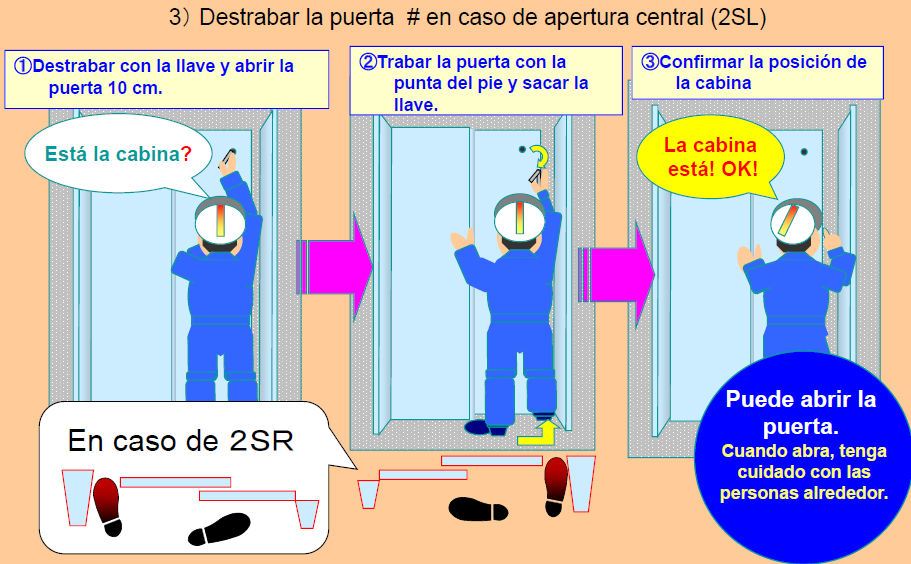 3）Destrabar la puerta # en caso de apertura central (2SL)
①Destrabar con la llave y abrir la
puerta 10 cm.
②Trabar la puerta con la
punta del pie y sacar la
llave.
③Confirmar la posición de
la cabina
Está la cabina?
La cabina
está! OK!
En caso de 2SR
Puede abrir la
puerta.
Cuando abra, tenga
cuidado con las
personas alrededor.